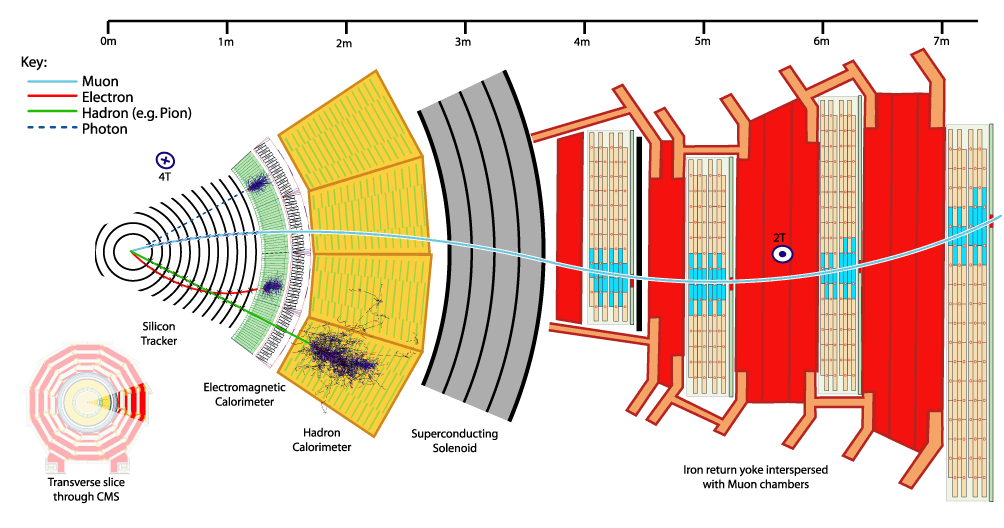 0m 1m 2m 3m 4m 5m 6m 7m
Key:
Muon
Electron
Hadron (e.g. Pion)
Photon
4T
2T
Silicon
Tracker
Electromagnetic
Calorimeter
Hadron
Calorimeter
Superconducting
Solenoid
Iron return yoke interspersed
with Muon chambers
Transverse slice
through CMS